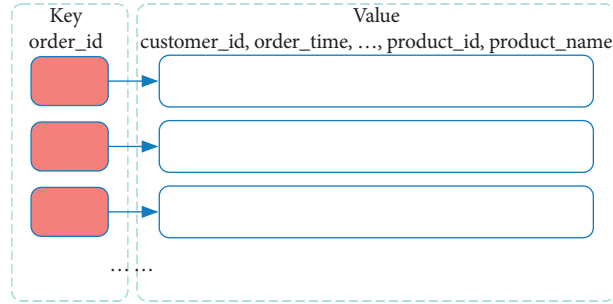 Key
order_id
Value
customer_id, order_time, …, product_id, product_name
… …